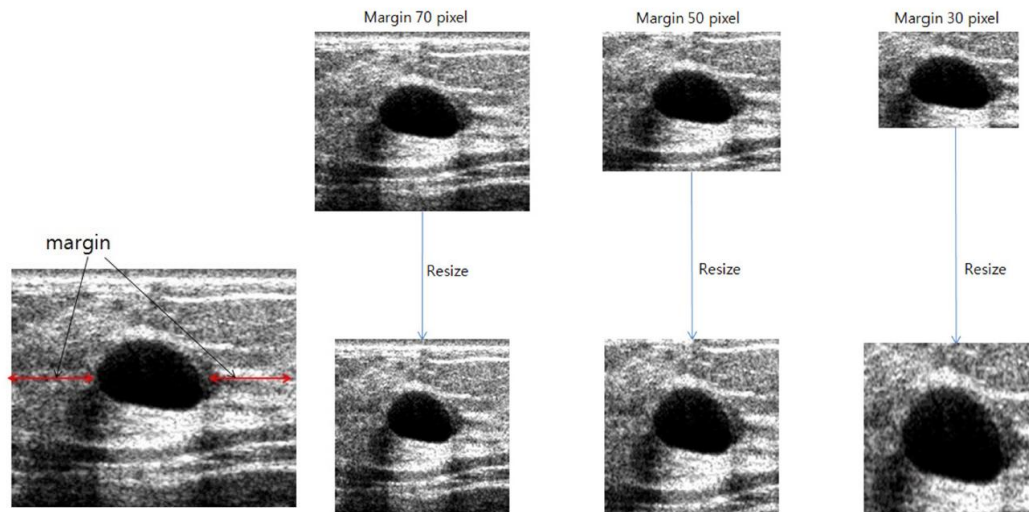 Margin 70 pixel
Margin 50 pixel
Margin 30 pixel
margin
Resize
Resize
Resize